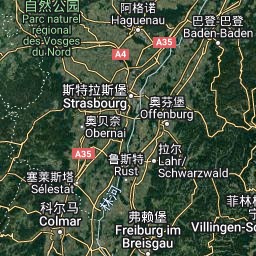 自然公园
Parc naturel
régional
des Vosges
du Nord
阿格诺
Haguenau
巴登-巴
Baden-Baden
A4
A35
斯特拉斯堡
Strasbourg
奥芬堡
Offenburg
奥贝奈
Obernai
A35
鲁斯特
Rust
拉尔
Lahr/
Schwarzwald
塞莱斯塔
Sélestat
林河
菲林
科尔马
Colmar
弗赖堡
Freiburg im
Breisgau
Villingen-Sc